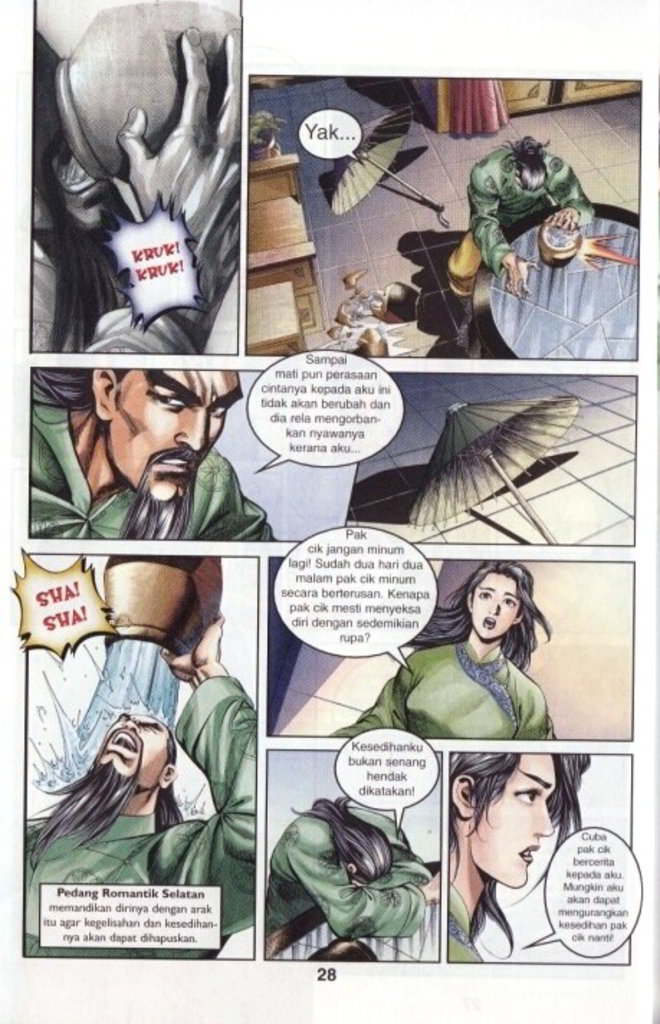 KRUK!
KRUK!
Yak...
Sampai
mati pun perasaan
cintanya kepada aku ini
tidak akan berubah dan
dia rela mengorban-
kan nyawanya
kerana aku...
Pak
cik jangan minum
lagi! Sudah dua hari dua
malam pak cik minum
secara berterusan. Kenapa
pak cik mesti menyeksa
diri dengan sedemikian
rupa?
SHA!
SHA!
Pedang Romantik Selatan
memandikan dirinya dengan arak
itu agar kegelisahan dan kesedihan-
nya akan dapat dihapuskan.
Kesedihanku
bukan senang
hendak
dikatakan!
Cuba
pak cik
bercerita
kepada aku.
Mungkin aku
akan dapat
mengurangkan
kesedihan pak
cik nanti!
28